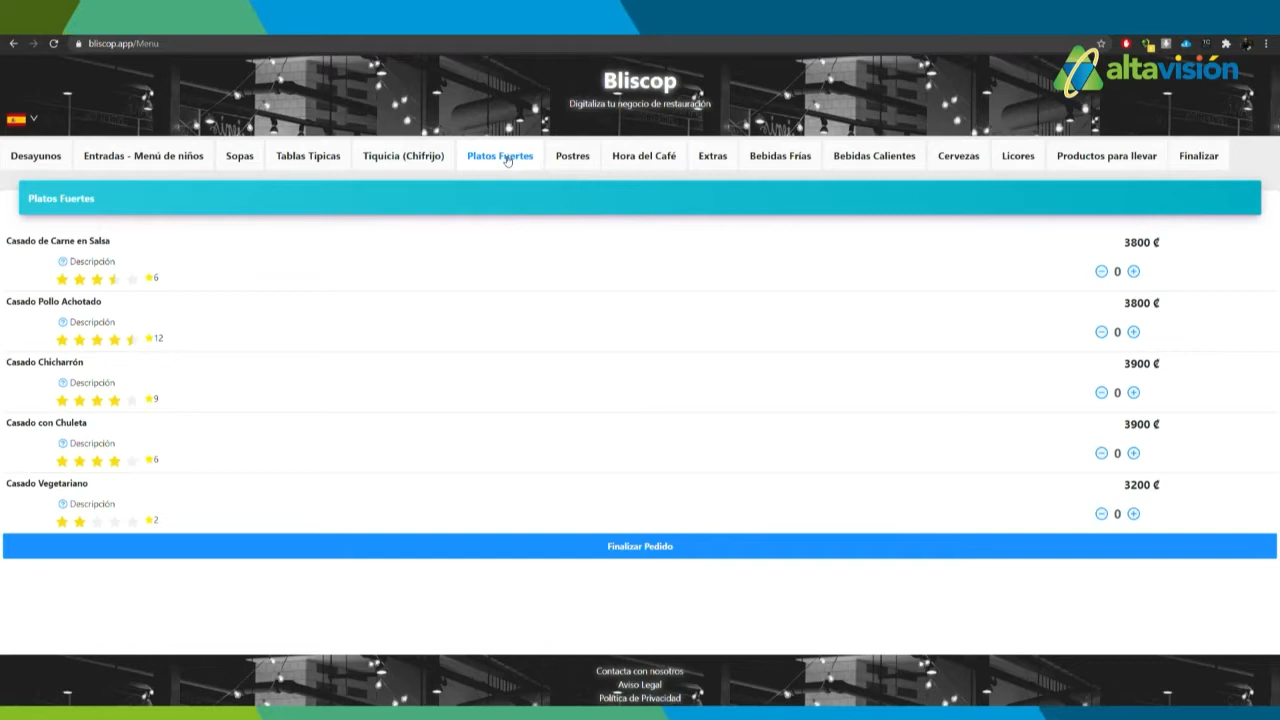 bliscop.app/Menu
altavisión
Bliscop
Digitaliza tu negocio de restauración
Desayunos
Entradas - Menú de niños
Sopas
Tablas Tipicas
Tiquicia (Chifrijo)
Platos Fuertes
Postres
Hora del Café
Extras
Bebidas Frías
Bebidas Calientes
Cervezas
Licores
Productos para llevar
Finalizar
Platos Fuertes
Casado de Carne en Salsa
3800 ₡
Descripción
0
6
Casado Pollo Achotado
3800 ₡
Descripción
0
12
Casado Chicharrón
3900 ₡
Descripción
0
9
Casado con Chuleta
3900 ₡
Descripción
0
6
Casado Vegetariano
3200 ₡
Descripción
0
2
Finalizar Pedido
Contacta con nosotros
Aviso Legal
Política de Privacidad